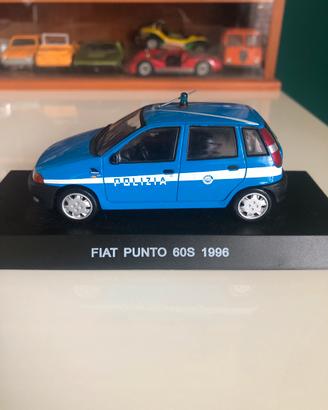 POLIZIA
FIAT PUNTO 60S 1996